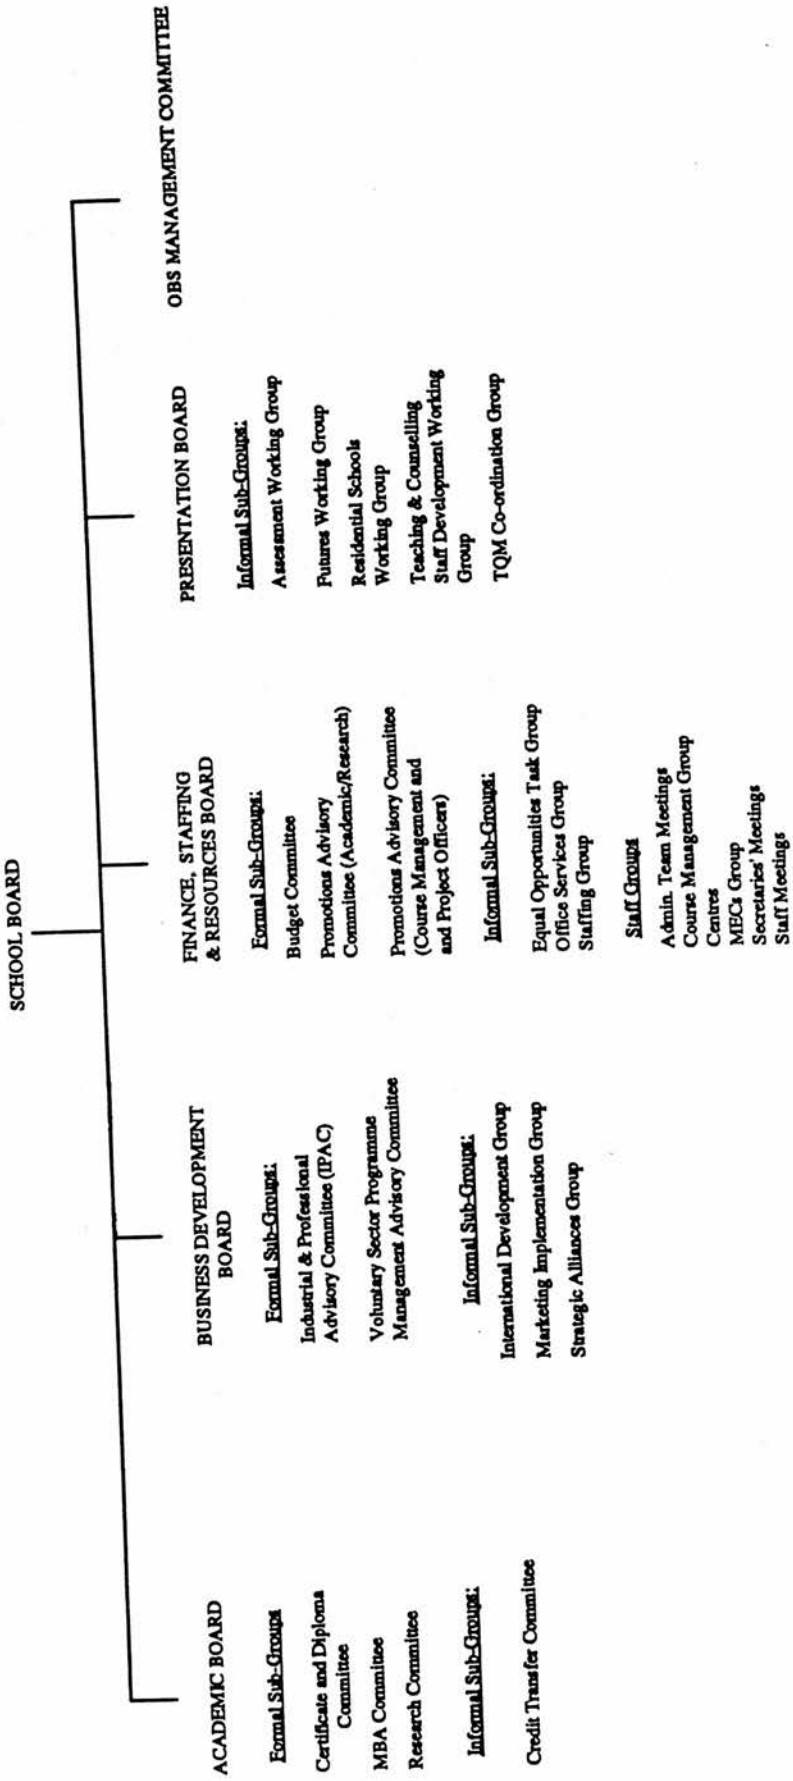 SCHOOL BOARD
ACADEMIC BOARD
Formal Sub-Groups
Certificate and Diploma
Committee
MBA Committee
Research Committee
Informal Sub-Groups:
Credit Transfer Committee
BUSINESS DEVELOPMENT
BOARD
Formal Sub-Groups:
Industrial & Professional
Advisory Committee (IPAC)
Voluntary Sector Programme
Management Advisory Committee
Informal Sub-Groups:
International Development Group
Marketing Implementation Group
Strategic Alliances Group
FINANCE, STAFFING
& RESOURCES BOARD
Formal Sub-Groups:
Budget Committee
Promotions Advisory
Committee (Academic/Research)
Promotions Advisory Committee
(Course Management and
and Project Officers)
Informal Sub-Groups:
Equal Opportunities Task Group
Office Services Group
Staffing Group
Staff Groups
Admin. Team Meetings
Course Management Group
Centres
MECs Group
Secretaries' Meetings
Staff Meetings
PRESENTATION BOARD
Informal Sub-Groups:
Assessment Working Group
Futures Working Group
Residential Schools
Working Group
Teaching & Counselling
Staff Development Working
Group
TQM Co-ordination Group
OBS MANAGEMENT COMMITTEE